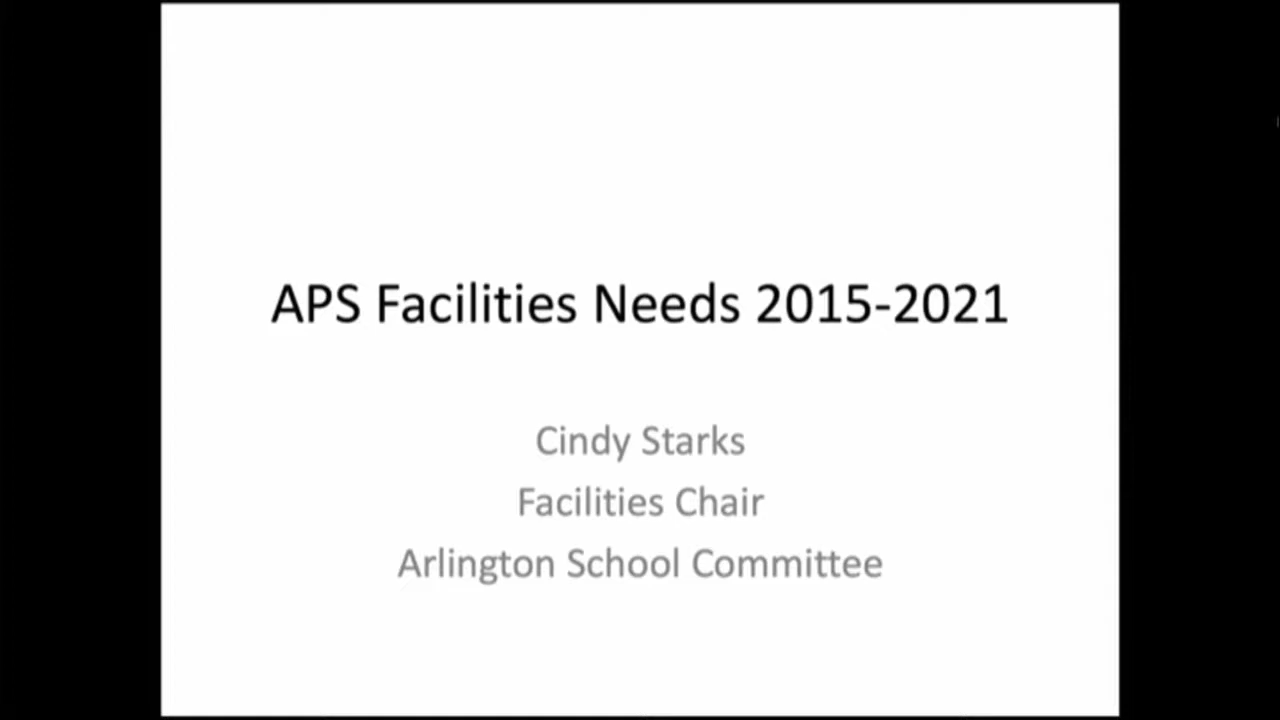 APS Facilities Needs 2015-2021
Cindy Starks
Facilities Chair
Arlington School Committee